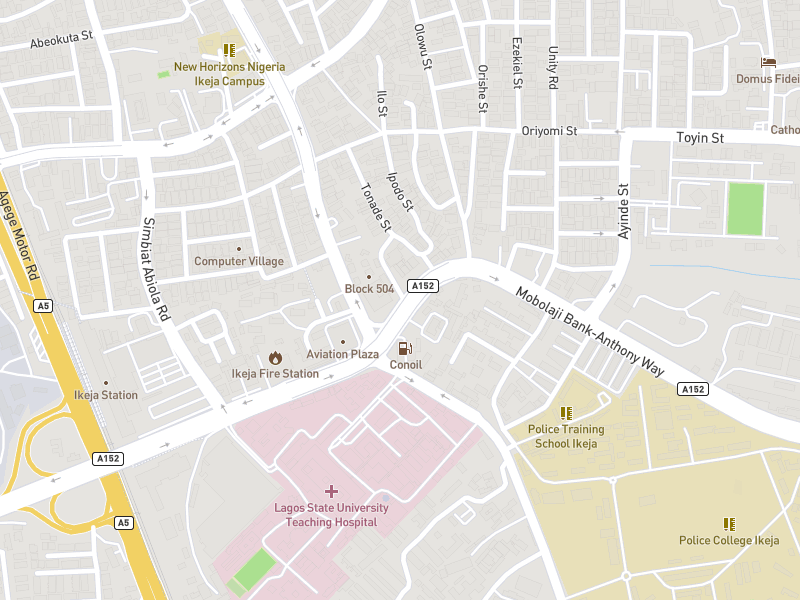 Abeokuta St
New Horizons Nigeria
Ikeja Campus
Olowu St
Ezekiel St
Unity Rd
Orishe St
Ilo St
Domus Fidei
Oriyomi St
Toyin St
Catho
Ipodo St
Tonade St
Ayinde St
Agege Motor Rd
Simbiat Abiola Rd
Computer Village
Block 504
A152
A5
Mobolaji Bank-Anthony Way
Aviation Plaza
Ikeja Fire Station
Conoil
A152
Ikeja Station
Police Training
School Ikeja
A152
Lagos State University
Teaching Hospital
A5
Police College Ikeja